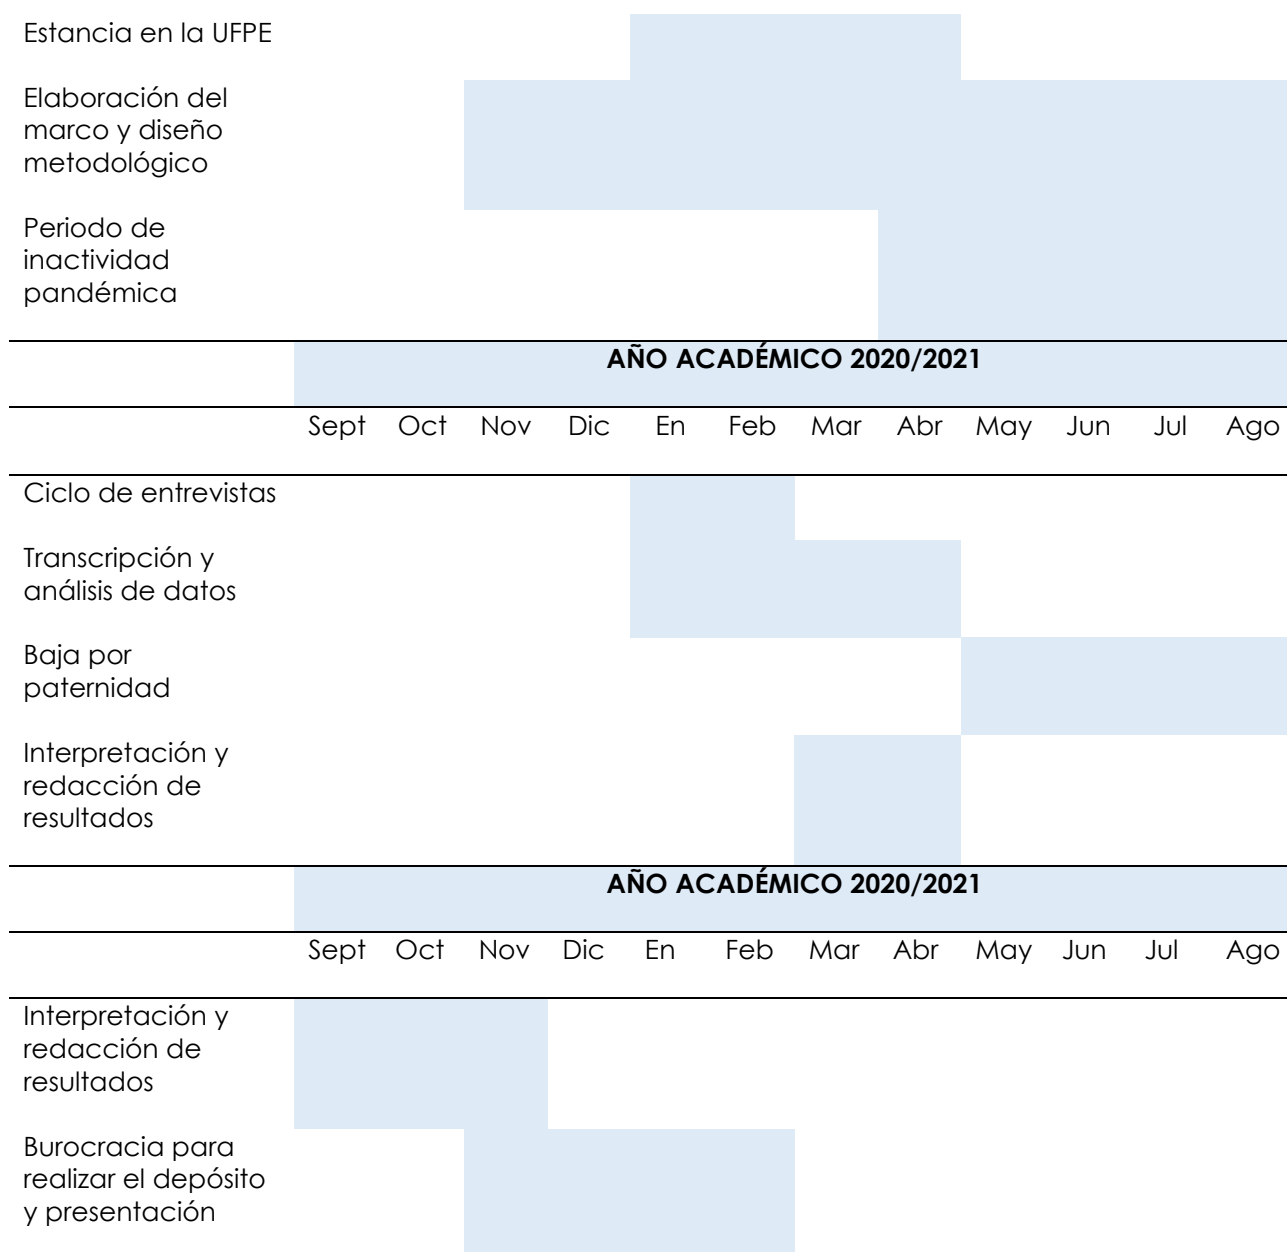 Estancia en la UFPE
Elaboración del
marco y diseño
metodológico
Periodo de
inactividad
pandémica
AÑO ACADÉMICO 2020/2021
Sept Oct Nov Dic En Feb Mar Abr May Jun Jul Ago
Ciclo de entrevistas
Transcripción y
análisis de datos
Baja por
paternidad
Interpretación y
redacción de
resultados
AÑO ACADÉMICO 2020/2021
Sept Oct Nov Dic En Feb Mar Abr May Jun Jul Ago
Interpretación y
redacción de
resultados
Burocracia para
realizar el depósito
y presentación